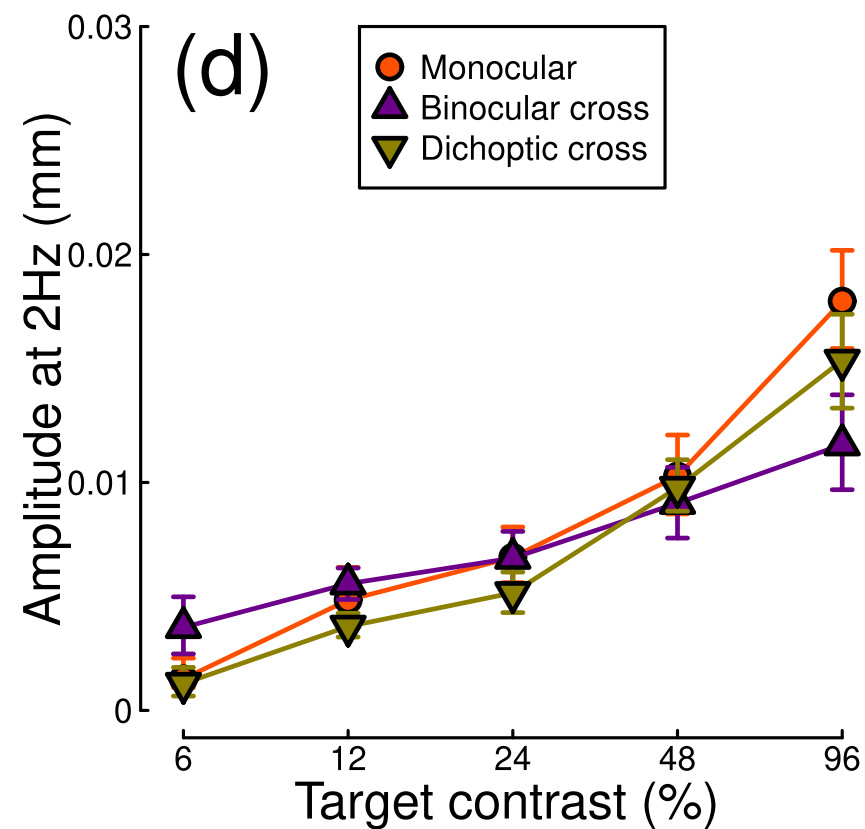 (d)
Monocular
Binocular cross
Dichoptic cross
Amplitude at 2Hz (mm)
0.03
0.02
0.01
0
6 12 24 48 96
Target contrast (%)